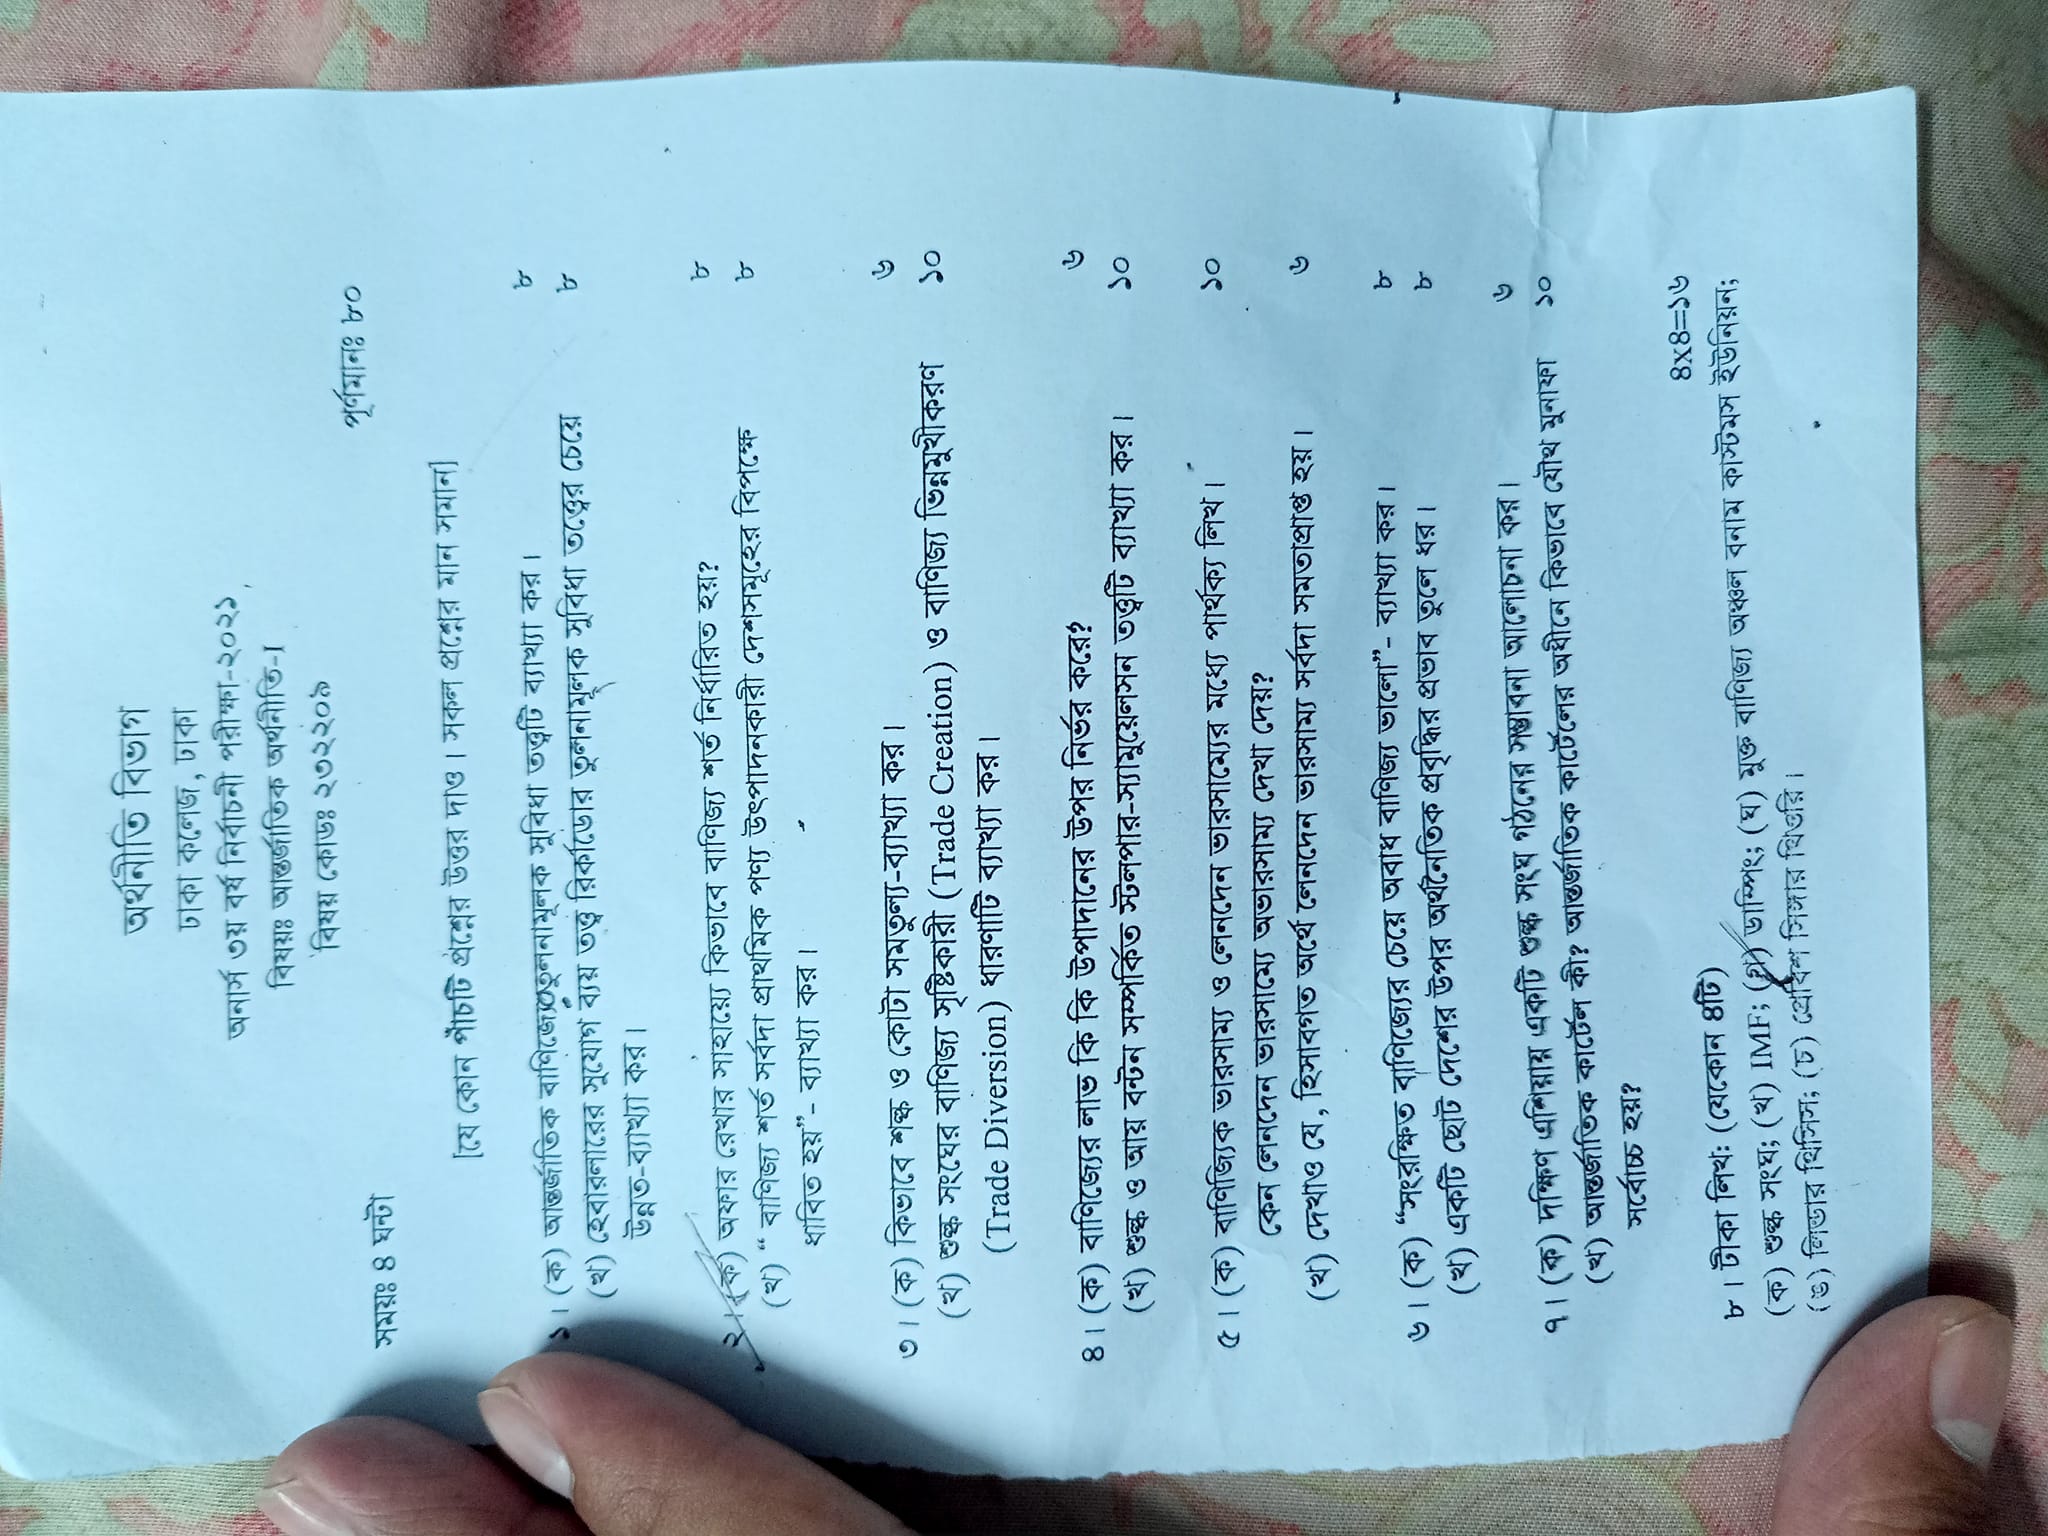 অর্থনীতি বিভাগ
ঢাকা কলেজ, ঢাকা
অনার্স ৩য় বর্ষ নির্বাচনী পরীক্ষা-২০২১
বিষয়ঃ আন্তর্জাতিক অর্থনীতি-I
বিষয় কোডঃ ২৩২২০৯
সময়ঃ ৪ ঘন্টা পূর্ণমানঃ ৮০
[যে কোন পাঁচটি প্রশ্নের উত্তর দাও। সকল প্রশ্নের মান সমান]
১। (ক) আন্তর্জাতিক বাণিজ্যে তুলনামূলক সুবিধা তত্ত্বটি ব্যাখ্যা কর। ৮
(খ) হেবারলারের সুযোগ ব্যয় তত্ত্ব রিকার্ডোর তুলনামূলক সুবিধা তত্ত্বের চেয়ে ৮
উন্নত-ব্যাখ্যা কর।
২। (ক) অফার রেখার সাহায্যে কিভাবে বাণিজ্য শর্ত নির্ধারিত হয়? ৮
(খ) “ বাণিজ্য শর্ত সর্বদা প্রাথমিক পণ্য উৎপাদনকারী দেশসমূহের বিপক্ষে ৮
ধাবিত হয়”- ব্যাখ্যা কর।
৩। (ক) কিভাবে শল্ক ও কোটা সমতুল্য-ব্যাখ্যা কর। ৬
(খ) শুল্ক সংঘের বাণিজ্য সৃষ্টিকারী (Trade Creation) ও বাণিজ্য ভিন্নমুখীকরণ ১০
(Trade Diversion) ধারণাটি ব্যাখ্যা কর।
৪। (ক) বাণিজ্যের লাভ কি কি উপাদানের উপর নির্ভর করে? ৬
(খ) শুল্ক ও আয় বন্টন সম্পর্কিত স্টলপার-স্যামুয়েলসন তত্ত্বটি ব্যাখ্যা কর। ১০
৫। (ক) বাণিজ্যিক ভারসাম্য ও লেনদেন ভারসাম্যের মধ্যে পার্থক্য লিখ। ১০
কেন লেনদেন ভারসাম্যে অভারসাম্য দেখা দেয়?
(খ) দেখাও যে, হিসাবগত অর্থে লেনদেন ভারসাম্য সর্বদা সমতাপ্রাপ্ত হয়। ৬
৬। (ক) “সংরক্ষিত বাণিজ্যের চেয়ে অবাধ বাণিজ্য ভালো”- ব্যাখ্যা কর। ৮
(খ) একটি ছোট দেশের উপর অর্থনৈতিক প্রবৃদ্ধির প্রভাব তুলে ধর। ৮
৭। (ক) দক্ষিণ এশিয়ায় একটি শুল্ক সংঘ গঠনের সম্ভাবনা আলোচনা কর। ৬
(খ) আন্তর্জাতিক কার্টেল কী? আন্তর্জাতিক কার্টেলের অধীনে কিভাবে যৌথ মুনাফা ১০
সর্বোচ্চ হয়?
৪x৪=১৬
৮। টীকা লিখ: (যেকোন ৪টি)
(ক) শুল্ক সংঘ; (খ) IMF; (গ) ডাম্পিং; (ঘ) মুক্ত বাণিজ্য অঞ্চল বনাম কাস্টমস ইউনিয়ন;
(ঙ) লিন্ডার থিসিস; (চ) প্রেবিশ সিঙ্গার থিওরি।